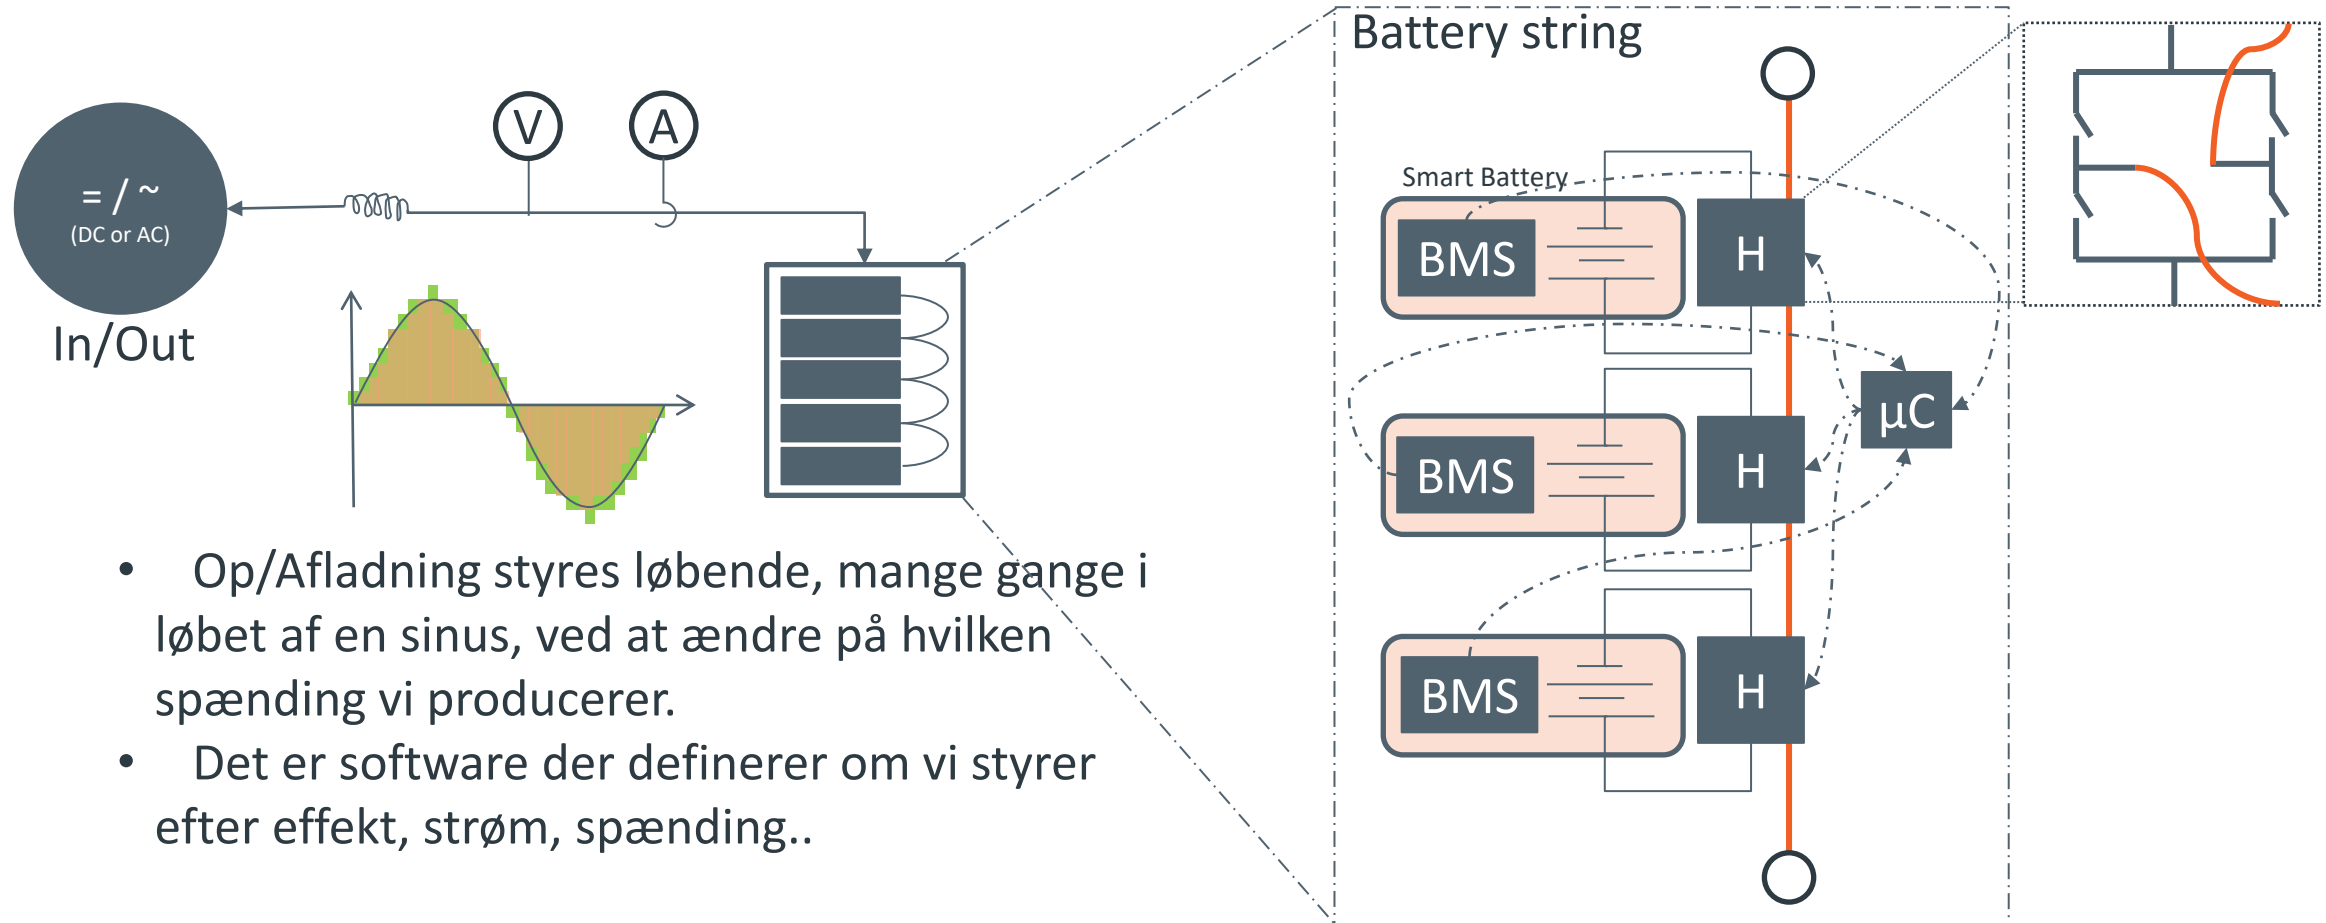 Battery string
V
A
= / ~
(DC or AC)
In/Out
Smart Battery
BMS
H
µC
BMS
H
BMS
H
• Op/Afladning styres løbende, mange gange i
løbet af en sinus, ved at ændre på hvilken
spænding vi producerer.
• Det er software der definerer om vi styrer
efter effekt, strøm, spænding..